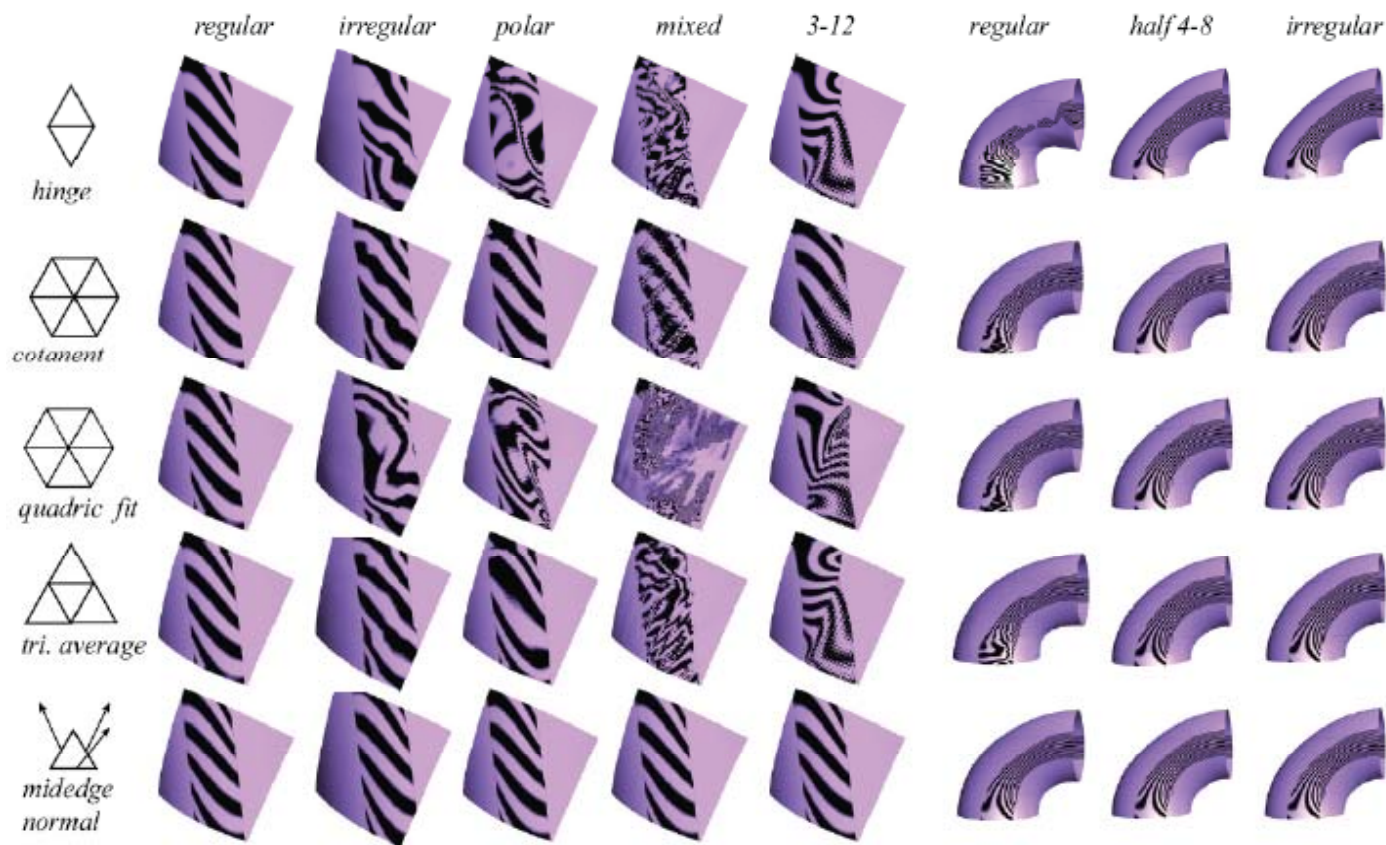 regular irregular polar mixed 3-12 regular half 4-8 irregular
hinge
cotanent
quadric fit
tri. average
midedge
normal